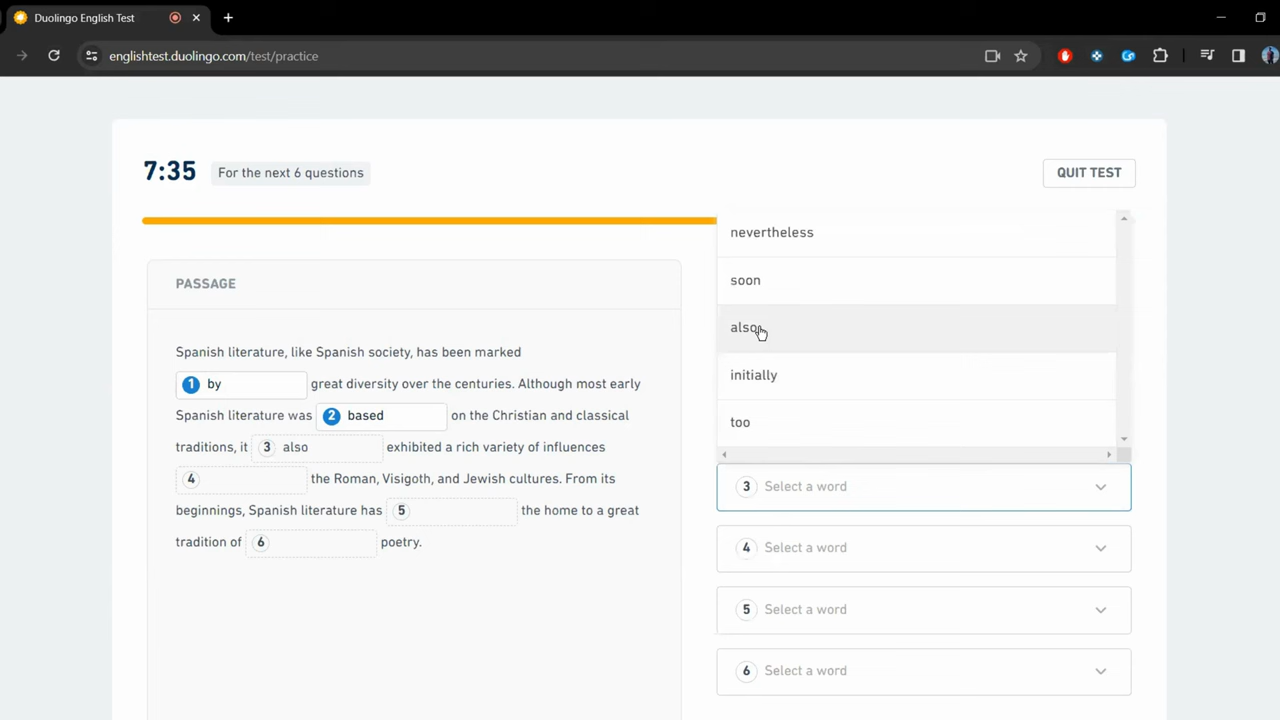 Duolingo English Test
englishtest.duolingo.com/test/practice
7:35
For the next 6 questions
QUIT TEST
PASSAGE
Spanish literature, like Spanish society, has been marked
1 by great diversity over the centuries. Although most early
Spanish literature was 2 based on the Christian and classical
traditions, it 3 also exhibited a rich variety of influences
4 the Roman, Visigoth, and Jewish cultures. From its
beginnings, Spanish literature has 5 the home to a great
tradition of 6 poetry.
nevertheless
soon
also
initially
too
3 Select a word
4 Select a word
5 Select a word
6 Select a word